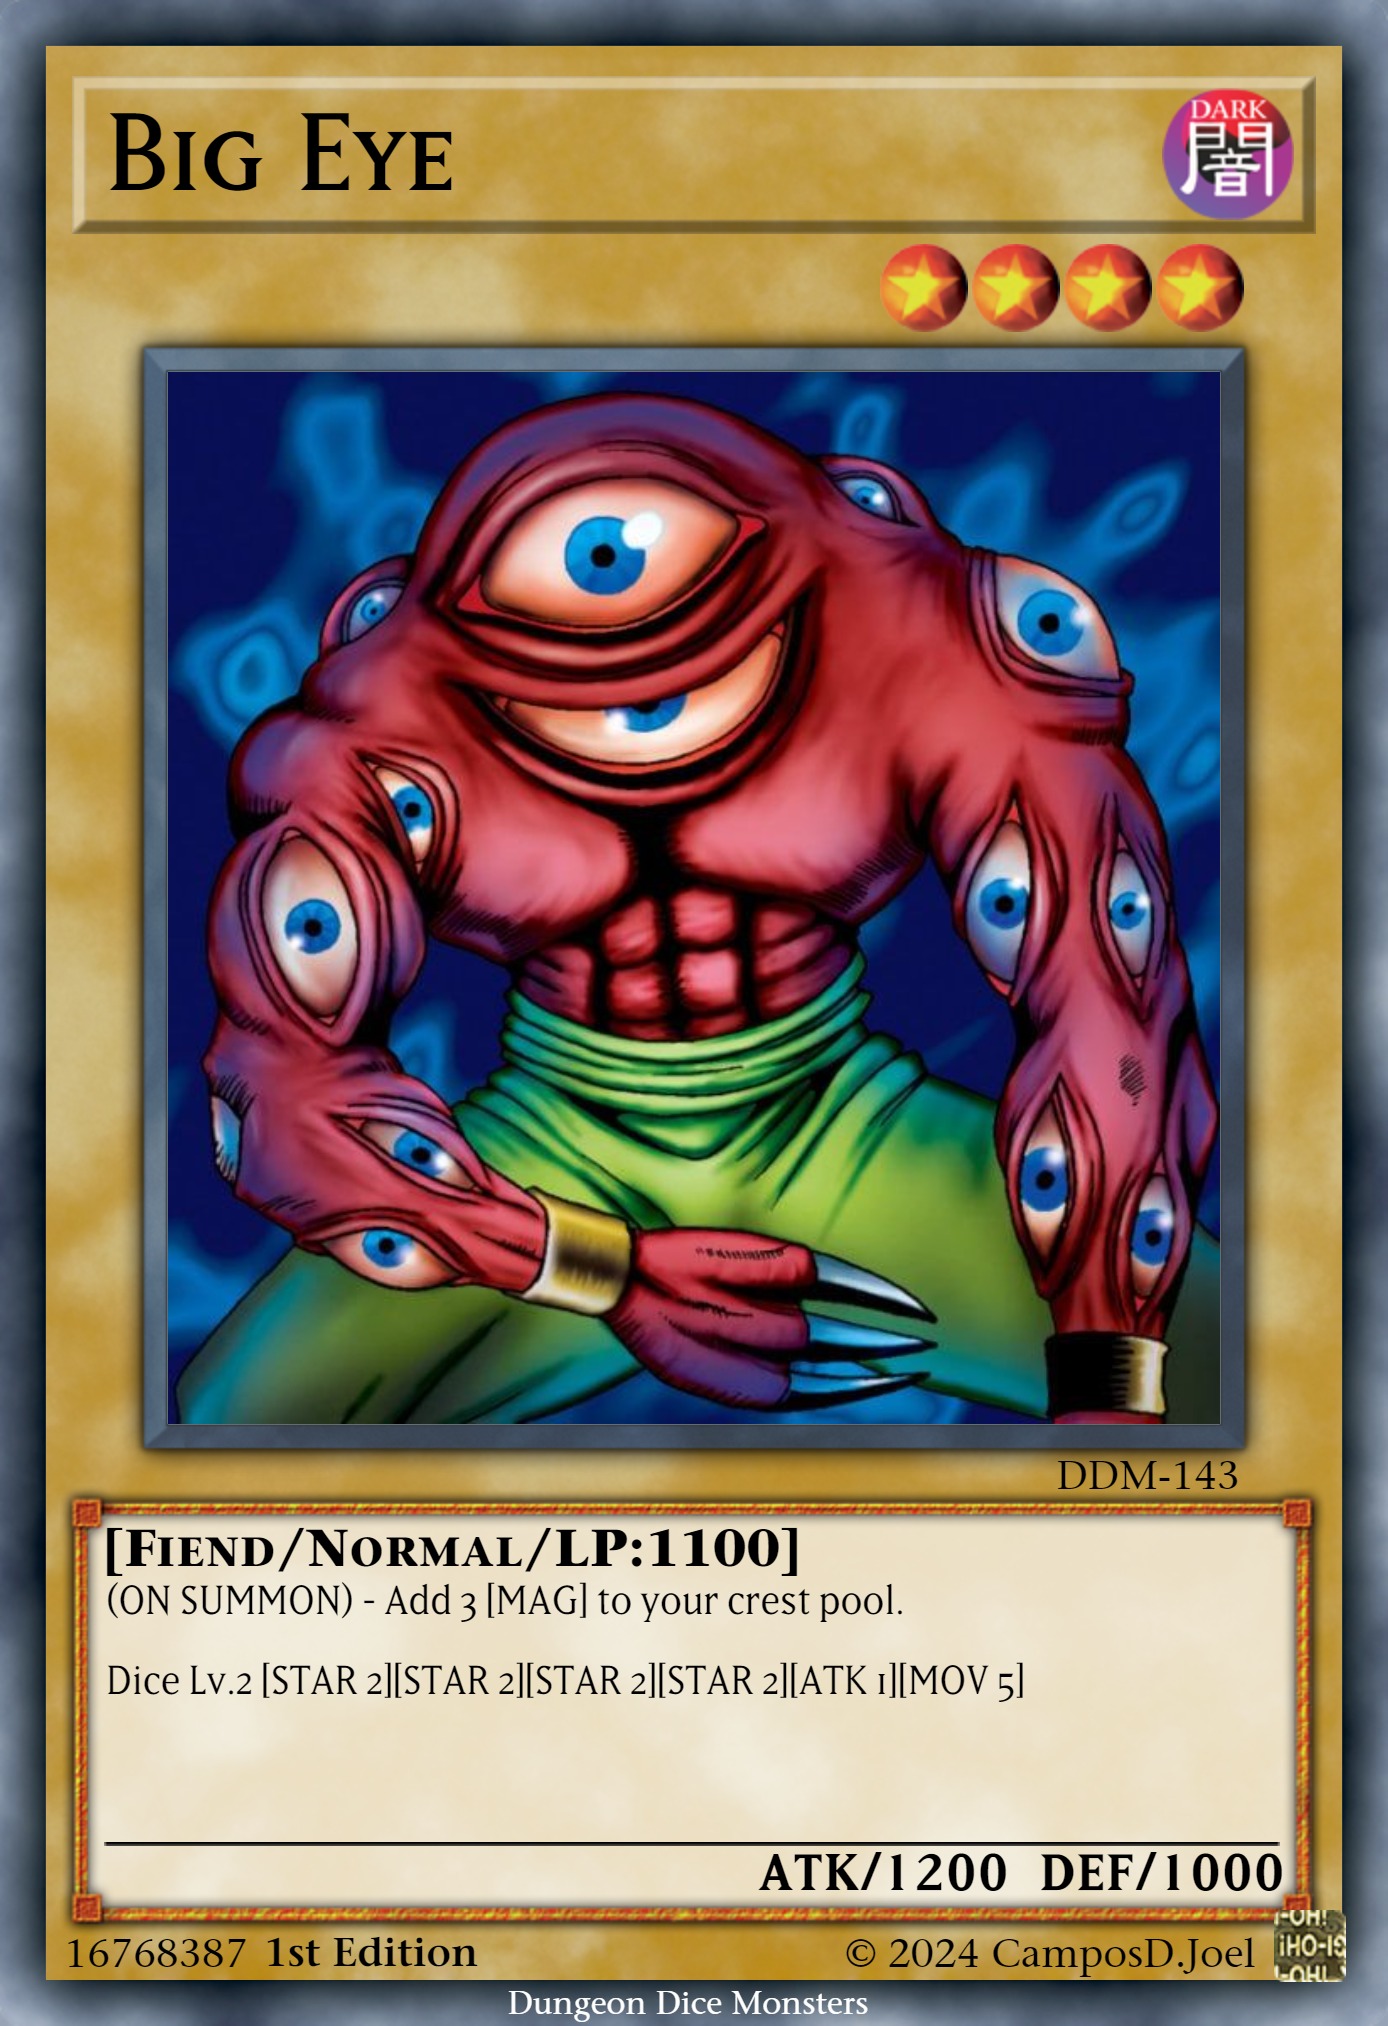 Big Eye
DARK
闇
DDM-143
[Fiend/Normal/LP:1100]
(ON SUMMON) - Add 3 [MAG] to your crest pool.
Dice Lv.2 [STAR 2][STAR 2][STAR 2][STAR 2][ATK 1][MOV 5]
ATK/1200 DEF/1000
16768387 1st Edition
© 2024 CamposD.Joel
Dungeon Dice Monsters